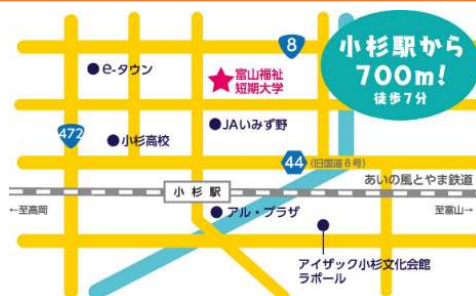 8
小杉駅から
700m!
徒歩7分
e-タウン
富山福祉
短期大学
472
小杉高校
JAいみず野
44
(旧国道8号)
あいの風とやま鉄道
小杉駅
←至高岡
アル・プラザ
至富山→
アイザック小杉文化会館
ラポール